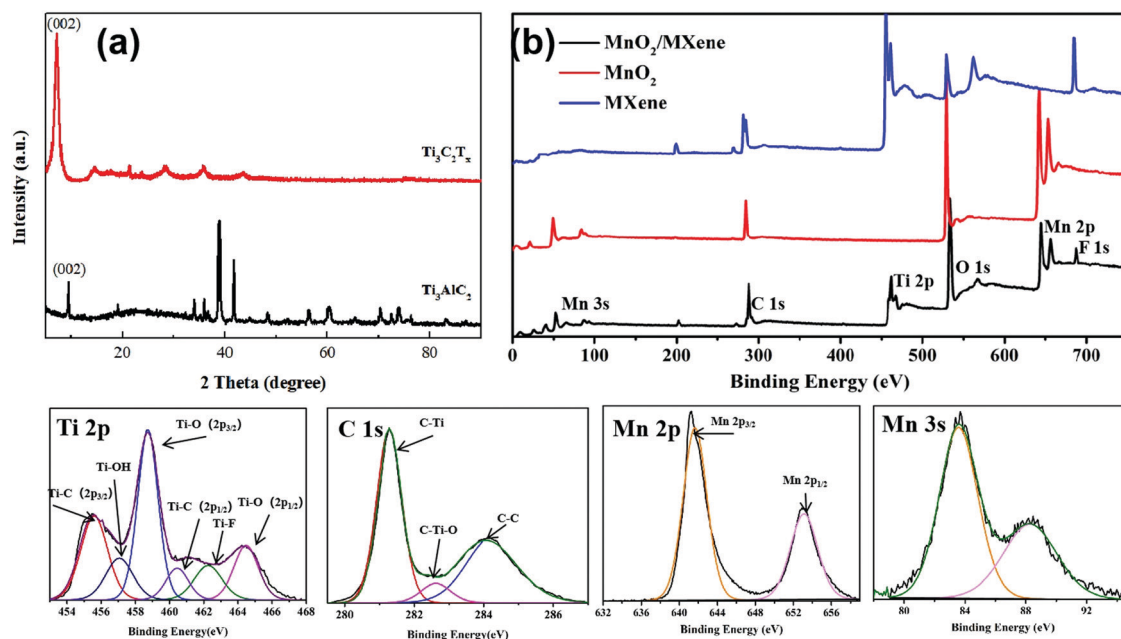 (a)
(002)
Ti₃C₂Tₓ
(002)
Ti₃AlC₂
Intensity (a.u.)
20
40
60
80
2 Theta (degree)
(b)
MnO₂/MXene
MnO₂
MXene
Mn 3s
C 1s
Ti 2p
O 1s
Mn 2p
F 1s
0
100
200
300
400
500
600
700
Binding Energy (eV)
Ti 2p
Ti-O (2p₃/₂)
Ti-OH
Ti-C (2p₃/₂)
Ti-C (2p₁/₂)
Ti-F
Ti-O (2p₁/₂)
454 456 458 460 462 464 466 468
Binding Energy(eV)
C 1s
C-Ti
C-Ti-O
C-C
280 282 284 286
Binding Energy(eV)
Mn 2p
Mn 2p₃/₂
Mn 2p₁/₂
632 636 640 644 648 652 656
Binding Energy(eV)
Mn 3s
80 84 88 92
Binding Energy(eV)